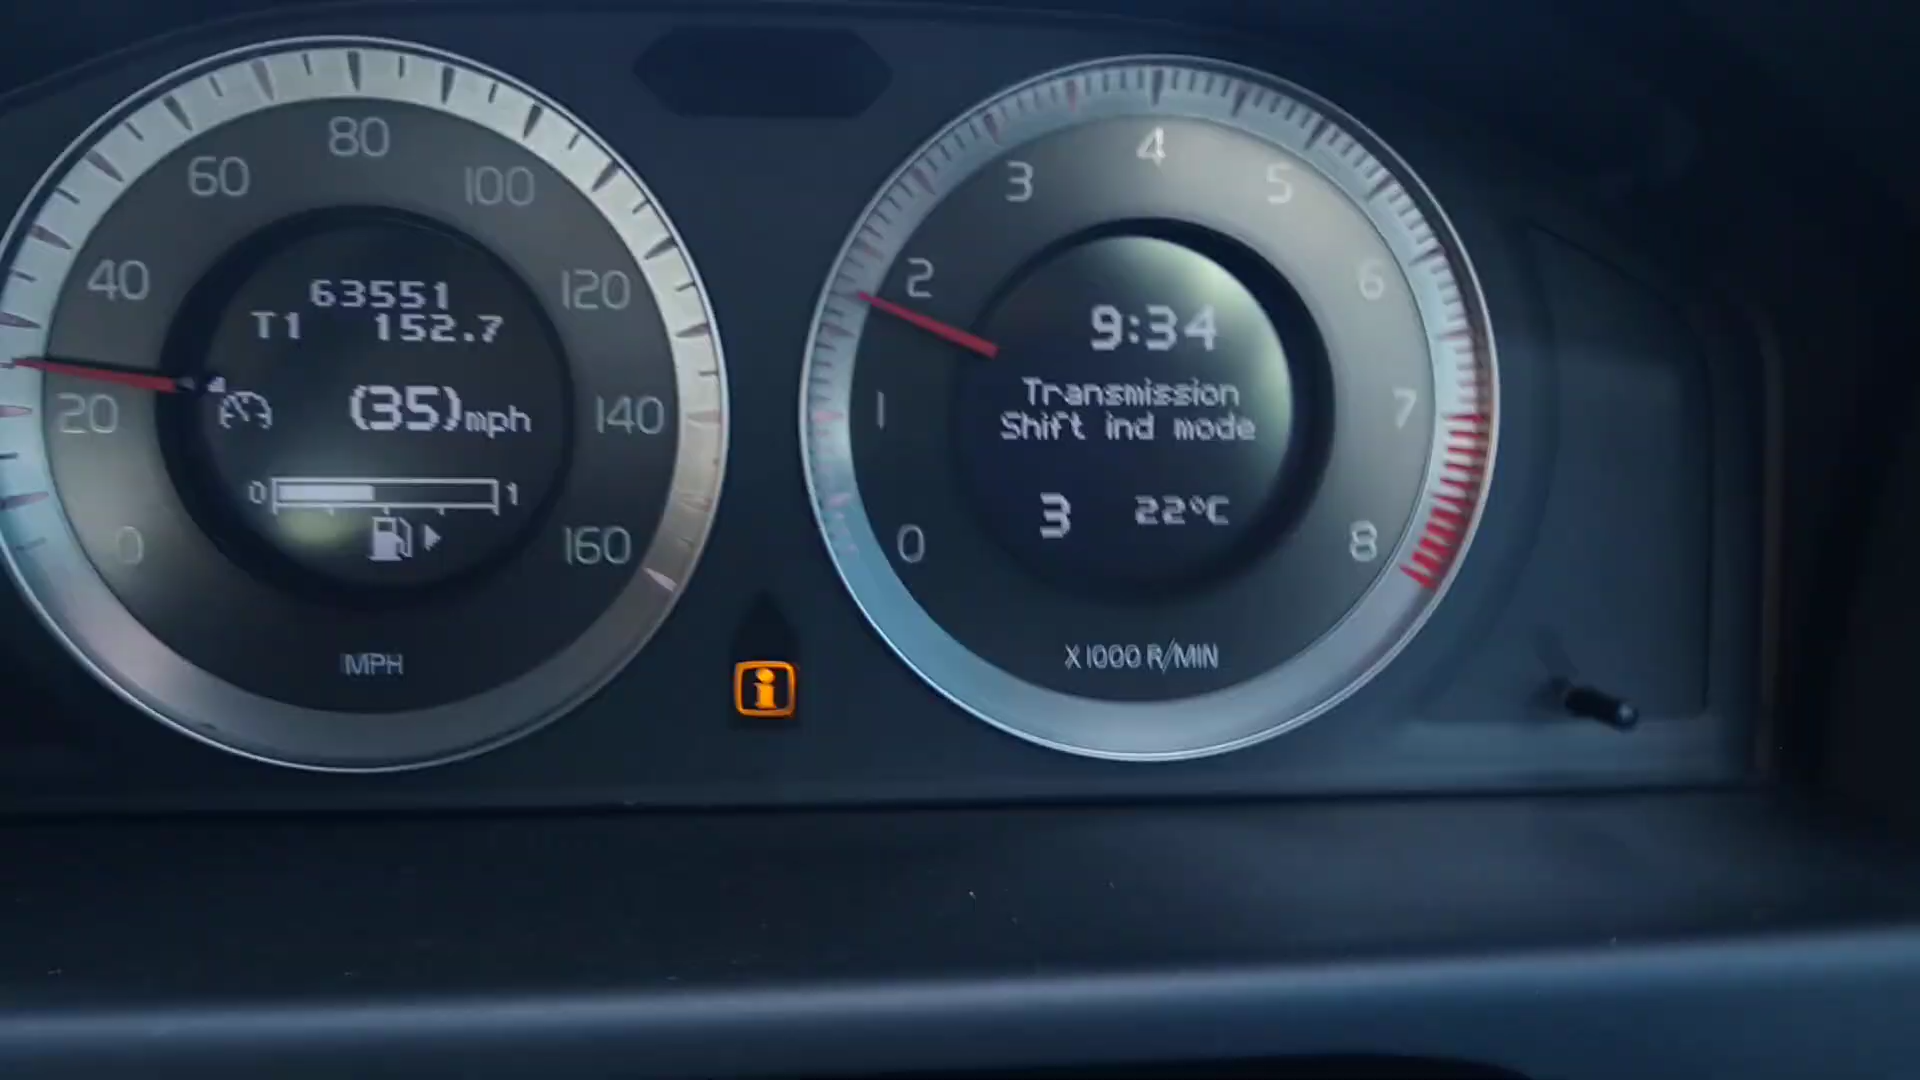 80
60
100
40
120
63551
T1 152.7
20
(35)mph
140
0 1
0
160
MPH
4
3
5
2
6
9:34
Transmission
Shift ind mode
1
7
3 22°C
0
8
X1000 R/MIN
i